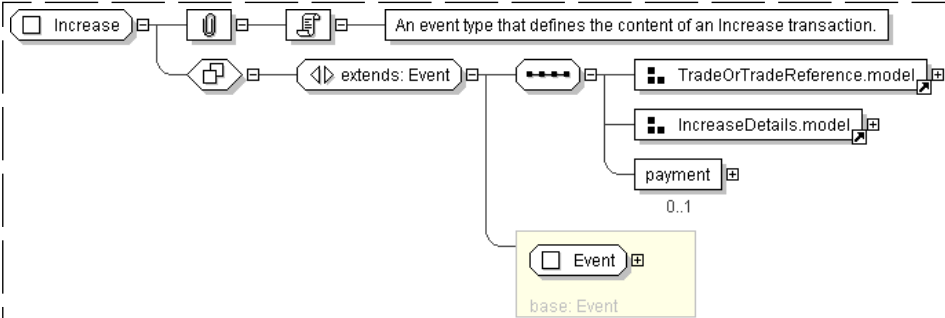 Increase
An event type that defines the content of an Increase transaction.
extends: Event
TradeOrTradeReference.model
IncreaseDetails.model
payment
0..1
Event
base: Event